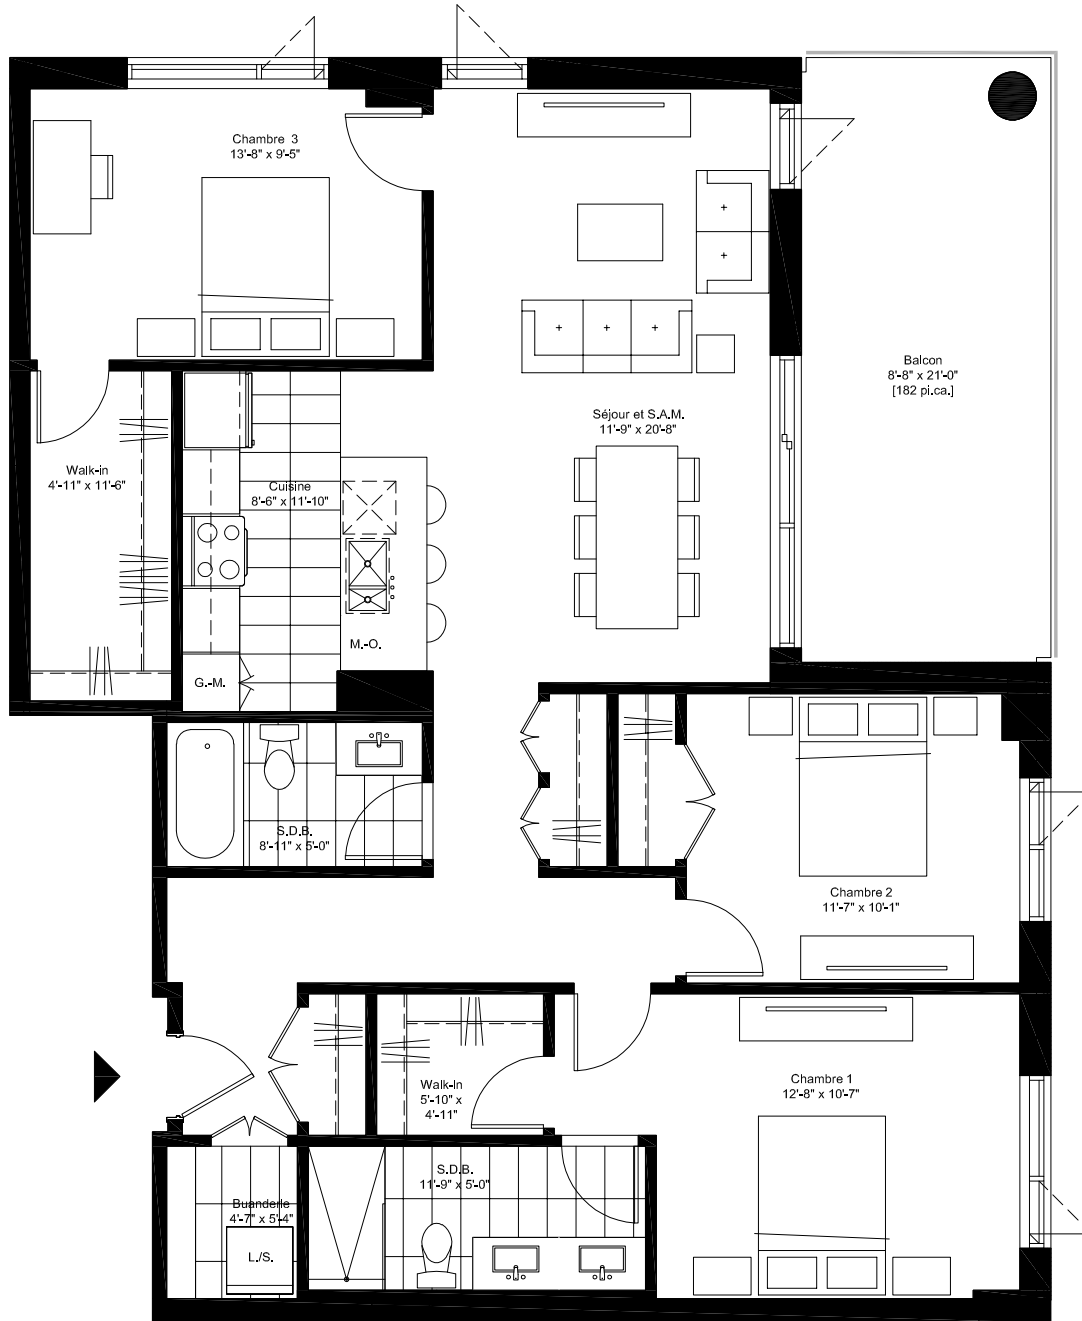 Chambre 3
13'-8" x 9'-5"
Balcon
8'-8" x 21'-0"
[182 pi.ca.]
Séjour et S.A.M.
11'-9" x 20'-8"
Walk-in
4'-11" x 11'-6"
Cuisine
8'-6" x 11'-10"
M.-O.
G.-M.
S.D.B.
8'-11" x 5'-0"
Chambre 2
11'-7" x 10'-1"
Walk-In
5'-10" x
4'-11"
Chambre 1
12'-8" x 10'-7"
S.D.B.
11'-9" x 5'-0"
Buanderie
4'-7" x 5'-4"
L./S.